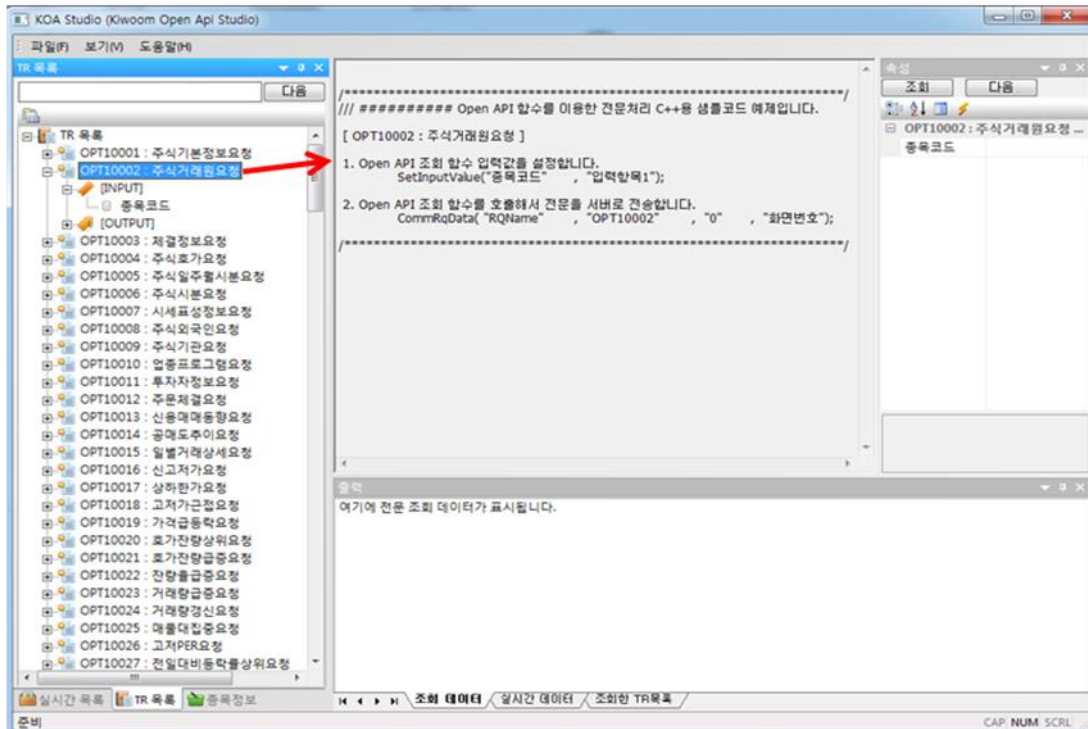 KOA Studio (Kiwoom Open Api Studio)
파일(F) 보기(V) 도움말(H)
TR 목록
다음
TR 목록
OPT10001 : 주식기본정보요청
OPT10002 : 주식거래원요청
[INPUT]
종목코드
[OUTPUT]
OPT10003 : 체결정보요청
OPT10004 : 주식호가요청
OPT10005 : 주식일주월시분요청
OPT10006 : 주식시분요청
OPT10007 : 시세표성정보요청
OPT10008 : 주식외국인요청
OPT10009 : 주식기관요청
OPT10010 : 업종프로그램요청
OPT10011 : 투자자정보요청
OPT10012 : 주문체결요청
OPT10013 : 신용매매동향요청
OPT10014 : 공매도추이요청
OPT10015 : 일별거래상세요청
OPT10016 : 신고저가요청
OPT10017 : 상하한가요청
OPT10018 : 고저가근접요청
OPT10019 : 가격급등락요청
OPT10020 : 호가잔량상위요청
OPT10021 : 호가잔량급증요청
OPT10022 : 잔량율급증요청
OPT10023 : 거래량급증요청
OPT10024 : 거래량갱신요청
OPT10025 : 매물대집중요청
OPT10026 : 고저PER요청
OPT10027 : 전일대비등락률상위요청
실시간 목록 TR 목록 종목정보
/***********************************************************************************/
/// ########## Open API 함수를 이용한 전문처리 C++용 샘플코드 예제입니다.
[ OPT10002 : 주식거래원요청 ]
1. Open API 조회 함수 입력값을 설정합니다.
SetInputValue("종목코드" , "입력항목1");
2. Open API 조회 함수를 호출해서 전문을 서버로 전송합니다.
CommRqData( "RQName" , "OPT10002" , "0" , "화면번호");
/***********************************************************************************/
속성
조회 다음
OPT10002 : 주식거래원요청 ...
종목코드
출력
여기에 전문 조회 데이터가 표시됩니다.
조회 데이터 실시간 데이터 조회한 TR목록
준비
CAP NUM SCRL